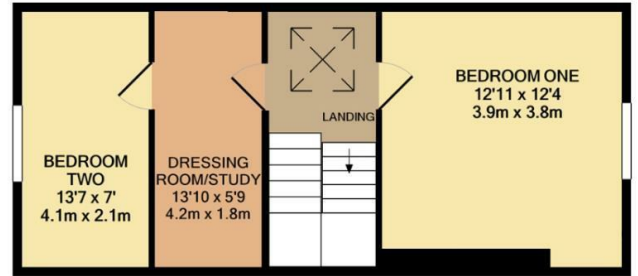 BEDROOM
TWO
13'7 x 7'
4.1m x 2.1m
DRESSING
ROOM/STUDY
13'10 x 5'9
4.2m x 1.8m
LANDING
BEDROOM ONE
12'11 x 12'4
3.9m x 3.8m